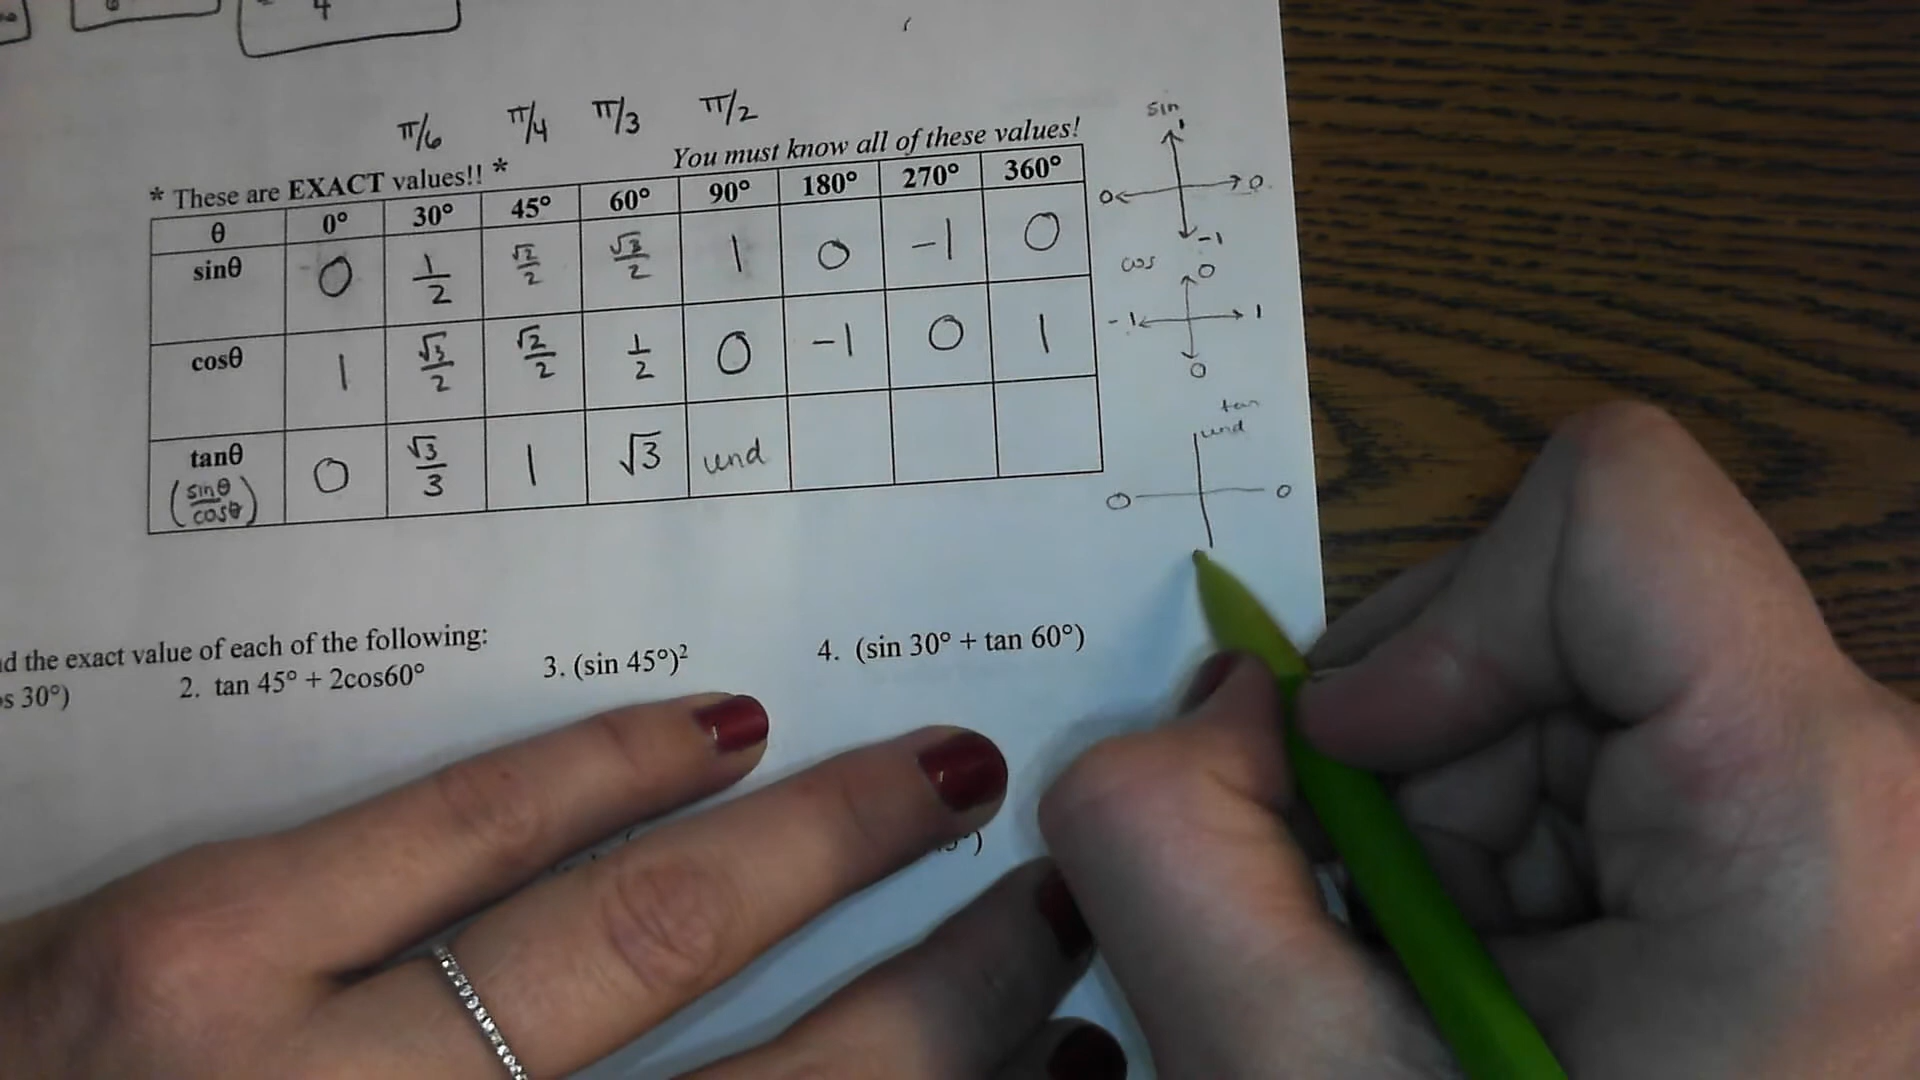 4
π/6 π/4 π/3 π/2
* These are EXACT values!! * You must know all of these values!
θ 0° 30° 45° 60° 90° 180° 270° 360°
sinθ 0 1/2 √2/2 √3/2 1 0 -1 0
cosθ 1 √3/2 √2/2 1/2 0 -1 0 1
tanθ (sinθ/cosθ) 0 √3/3 1 √3 und
sin
1
0 0
-1
cos
0
-1 1
0
tan
und
0 0
the exact value of each of the following:
30°) 2. tan 45° + 2cos60° 3. (sin 45°)² 4. (sin 30° + tan 60°)